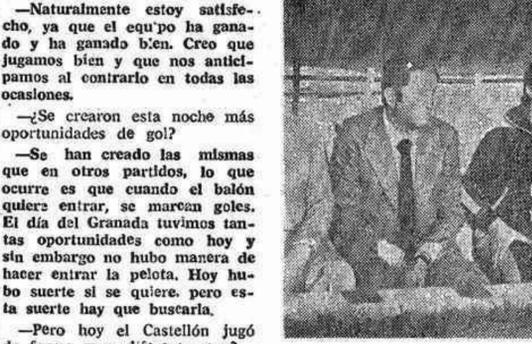 —Naturalmente estoy satisfe-
cho, ya que el equipo ha gana-
do y ha ganado bien. Creo que
jugamos bien y que nos antici-
pamos al contrario en todas las
ocasiones.
—¿Se crearon esta noche más
oportunidades de gol?
—Se han creado las mismas
que en otros partidos, lo que
ocurre es que cuando el balón
quiere entrar, se marcan goles.
El día del Granada tuvimos tan-
tas oportunidades como hoy y
sin embargo no hubo manera de
hacer entrar la pelota. Hoy hu-
bo suerte si se quiere, pero es-
ta suerte hay que buscarla.
—Pero hoy el Castellón jugó